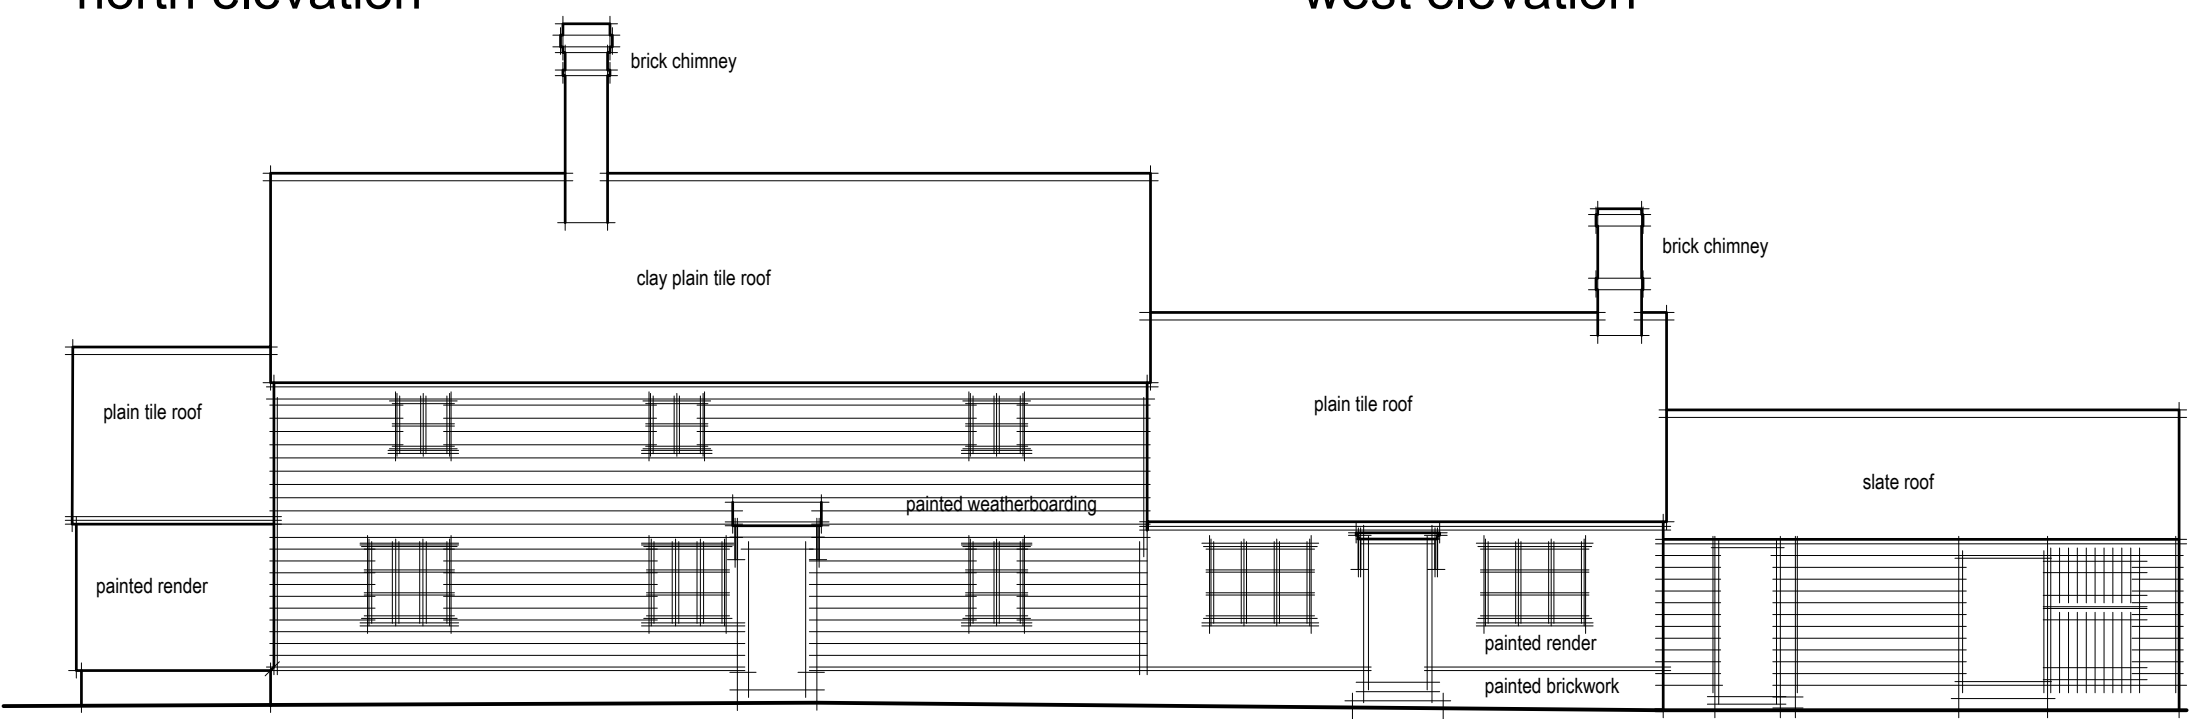 north elevation
west elevation
brick chimney
brick chimney
clay plain tile roof
plain tile roof
plain tile roof
slate roof
painted weatherboarding
painted render
painted render
painted brickwork